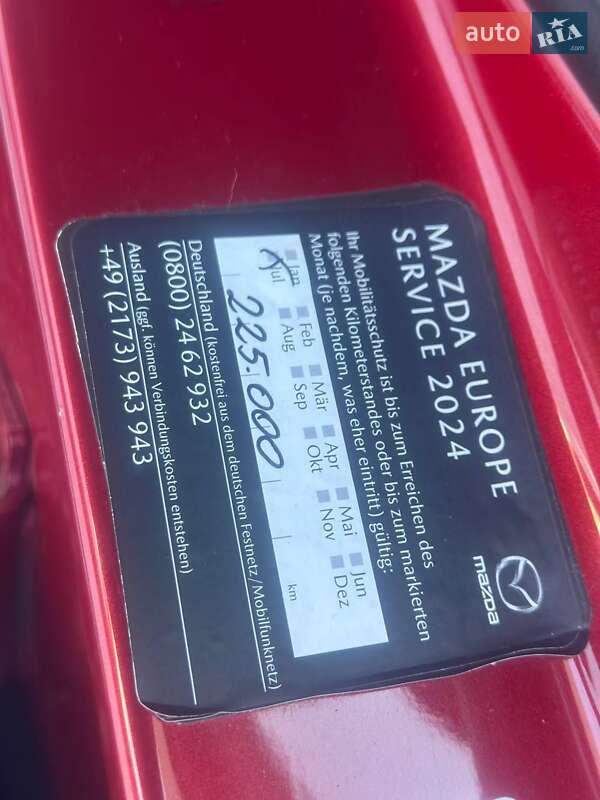 auto RIA .com
MAZDA EUROPE
SERVICE 2024
mazda
Ihr Mobilitätsschutz ist bis zum Erreichen des
folgenden Kilometerstandes oder bis zum markierten
Monat (je nachdem, was eher eintritt) gültig:
Jan Feb Mär Apr Mai Jun
Jul Aug Sep Okt Nov Dez
225.000 km
Deutschland (kostenfrei aus dem deutschen Festnetz/Mobilfunknetz)
(0800) 24 62 932
Ausland (ggf. können Verbindungskosten entstehen)
+49 (2173) 943 943